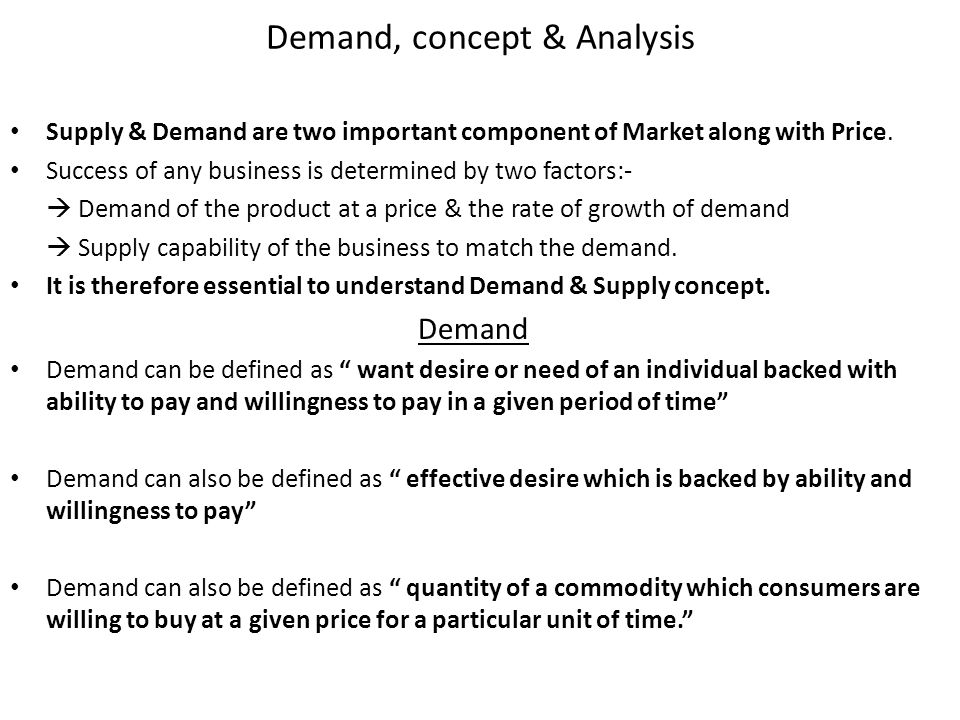 Demand, concept & Analysis
• Supply & Demand are two important component of Market along with Price.
• Success of any business is determined by two factors:-
→ Demand of the product at a price & the rate of growth of demand
→ Supply capability of the business to match the demand.
• It is therefore essential to understand Demand & Supply concept.
Demand
• Demand can be defined as “ want desire or need of an individual backed with
ability to pay and willingness to pay in a given period of time”
• Demand can also be defined as “ effective desire which is backed by ability and
willingness to pay”
• Demand can also be defined as “ quantity of a commodity which consumers are
willing to buy at a given price for a particular unit of time.”